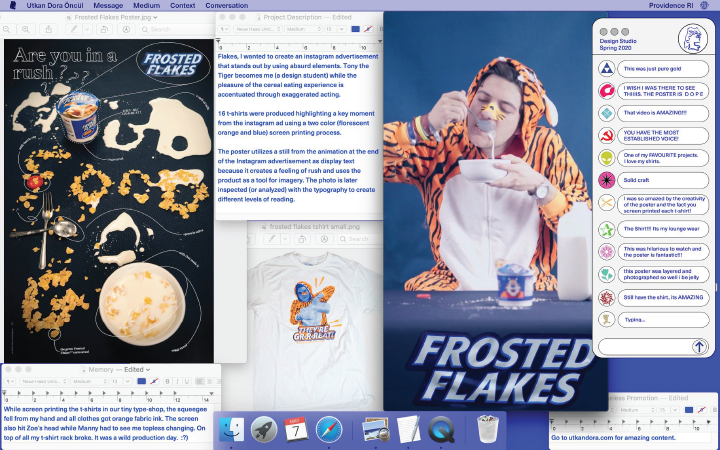 Utkan Dora Öncül Message Medium Context Conversation
Providence RI
Frosted Flakes Poster.jpg
Are you in a
rush???
FROSTED
FLAKES
Project Description — Edited
Flakes, I wanted to create an instagram advertisement
that stands out by using absurd elements. Tony the
Tiger becomes me (a design student) while the
pleasure of the cereal eating experience is
accentuated through exaggerated acting.
16 t-shirts were produced highlighting a key moment
from the instagram ad using a two color (florescent
orange and blue) screen printing process.
The poster utilizes a still from the animation at the end
of the Instagram advertisement as display text
because it creates a feeling of rush and uses the
product as a tool for imagery. The photo is later
inspected (or analyzed) with the typography to create
different levels of reading.
frosted flakes tshirt small.png
Search
THEY'RE
GRRREAT!
FROSTED
FLAKES
Design Studio
Spring 2020
This was just pure gold
I WISH I WAS THERE TO SEE
THIIIS. THE POSTER IS D O P E
That video is AMAZING!!!!
YOU HAVE THE MOST
ESTABLISHED VOICE!
One of my FAVOURITE projects.
I love my shirts.
Solid craft
I was so amazed by the creativity
of the poster and the fact you
screen printed each t-shirt!
The Shirt!!! Its my lounge wear
This was hilarious to watch and
the poster is fantastic!!!
this poster was layered and
photographed so well i be jelly
Still have the shirt, its AMAZING
Typing...
Memory — Edited
While screen printing the t-shirts in our tiny type-shop, the squeegee
fell from my hand and all clothes got orange fabric ink. The screen
also hit Zoe's head while Manny had to see me topless changing. On
top of all my t-shirt rack broke. It was a wild production day. :?)
MAR
7
eless Promotion — Edited
Go to utkandora.com for amazing content.